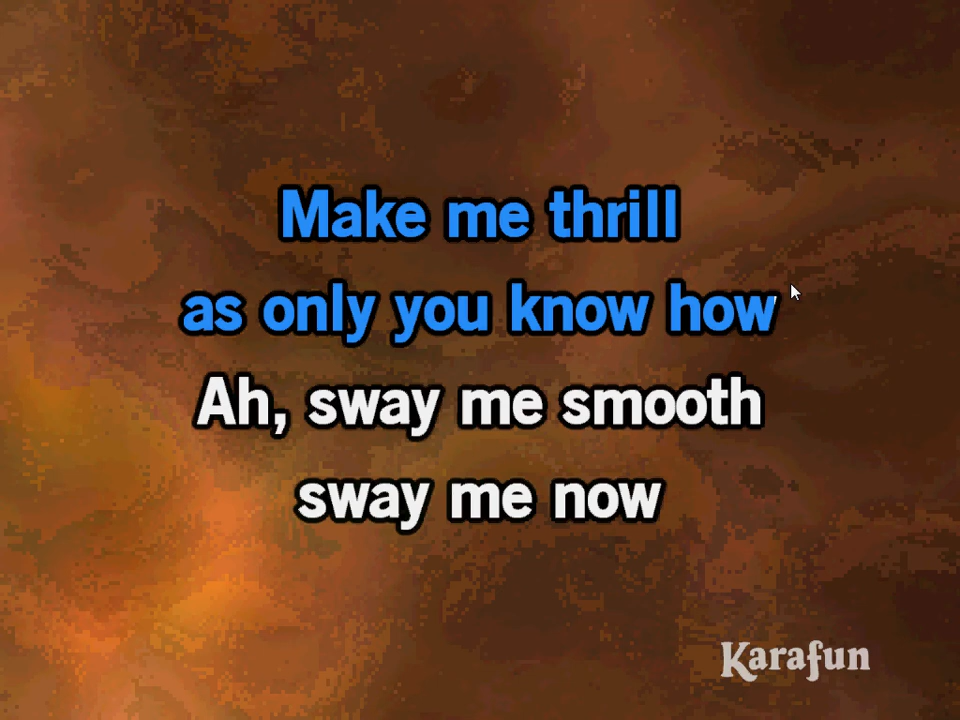 Make me thrill
as only you know how
Ah, sway me smooth
sway me now
Karafun